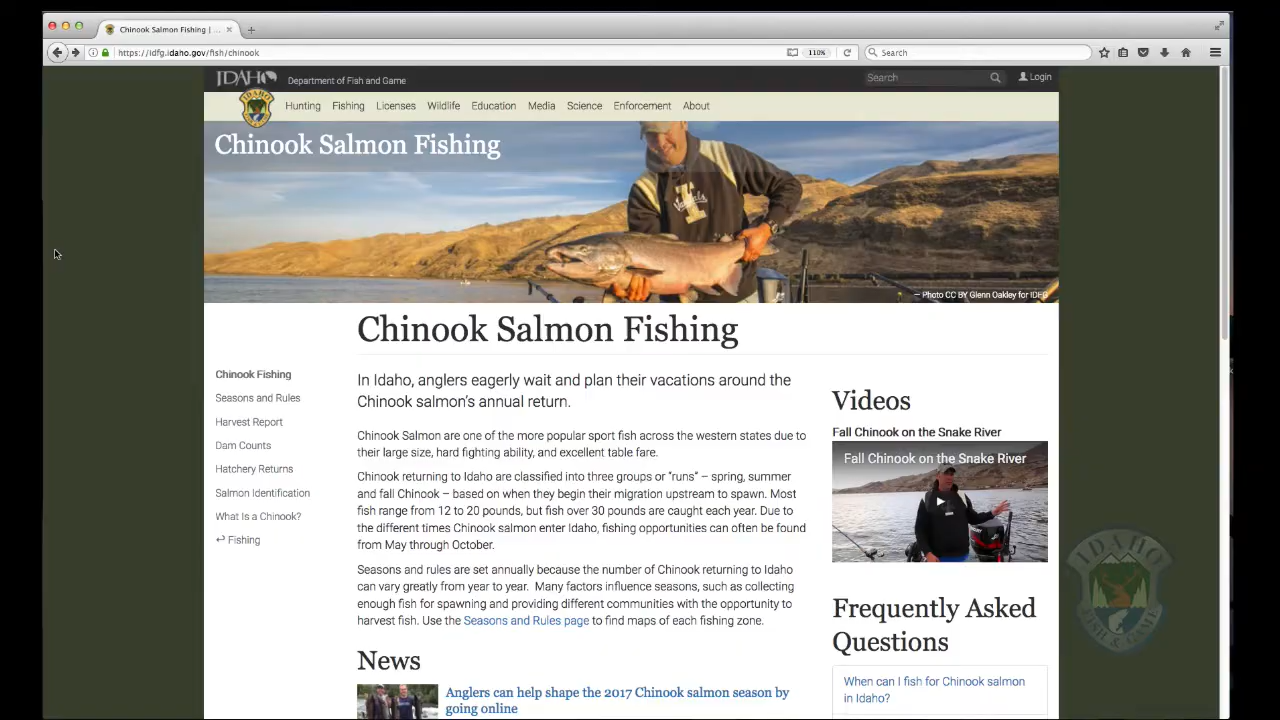 Chinook Salmon Fishing | ...
https://idfg.idaho.gov/fish/chinook
110%
Search
IDAHO
Department of Fish and Game
Search
Login
IDAHO
Hunting
Fishing
Licenses
Wildlife
Education
Media
Science
Enforcement
About
Chinook Salmon Fishing
Vandals
I
– Photo CC BY Glenn Oakley for IDFG
Chinook Salmon Fishing
Chinook Fishing
Seasons and Rules
Harvest Report
Dam Counts
Hatchery Returns
Salmon Identification
What Is a Chinook?
Fishing
In Idaho, anglers eagerly wait and plan their vacations around the
Chinook salmon’s annual return.
Chinook Salmon are one of the more popular sport fish across the western states due to
their large size, hard fighting ability, and excellent table fare.
Chinook returning to Idaho are classified into three groups or “runs” – spring, summer
and fall Chinook – based on when they begin their migration upstream to spawn. Most
fish range from 12 to 20 pounds, but fish over 30 pounds are caught each year. Due to
the different times Chinook salmon enter Idaho, fishing opportunities can often be found
from May through October.
Seasons and rules are set annually because the number of Chinook returning to Idaho
can vary greatly from year to year.  Many factors influence seasons, such as collecting
enough fish for spawning and providing different communities with the opportunity to
harvest fish. Use the Seasons and Rules page to find maps of each fishing zone.
News
Anglers can help shape the 2017 Chinook salmon season by
going online
Videos
Fall Chinook on the Snake River
Fall Chinook on the Snake River
Frequently Asked
Questions
When can I fish for Chinook salmon
in Idaho?
IDAHO
FISH & GAME